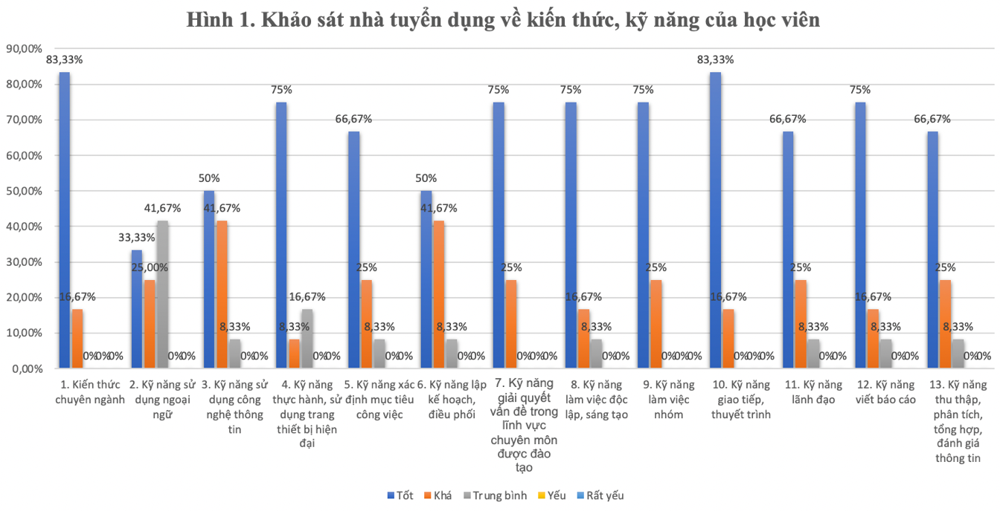 Hình 1. Khảo sát nhà tuyển dụng về kiến thức, kỹ năng của học viên
90,00%
80,00%
70,00%
60,00%
50,00%
40,00%
30,00%
20,00%
10,00%
0,00%
83,33%
16,67%
0%0%0%
33,33%
25,00%
41,67%
0%0%
50%
41,67%
8,33%
0%0%
75%
8,33%
16,67%
0%0%
66,67%
25%
8,33%
0%0%
50%
41,67%
8,33%
0%0%
75%
25%
0%0%0%
75%
16,67%
8,33%
0%0%
75%
25%
0%0%0%
83,33%
16,67%
0%0%0%
66,67%
25%
8,33%
0%0%
75%
16,67%
8,33%
0%0%
66,67%
25%
8,33%
0%0%
1. Kiến thức
chuyên ngành
2. Kỹ năng sử
dụng ngoại
ngữ
3. Kỹ năng sử
dụng công
nghệ thông
tin
4. Kỹ năng
thực hành, sử
dụng trang
thiết bị hiện
đại
5. Kỹ năng xác
định mục tiêu
công việc
6. Kỹ năng lập
kế hoạch,
điều phối
7. Kỹ năng
giải quyết
vấn đề trong
lĩnh vực
chuyên môn
được đào
tạo
8. Kỹ năng
làm việc độc
lập, sáng tạo
9. Kỹ năng
làm việc
nhóm
10. Kỹ năng
giao tiếp,
thuyết trình
11. Kỹ năng
lãnh đạo
12. Kỹ năng
viết báo cáo
13. Kỹ năng
thu thập,
phân tích,
tổng hợp,
đánh giá
thông tin
Tốt Khá Trung bình Yếu Rất yếu